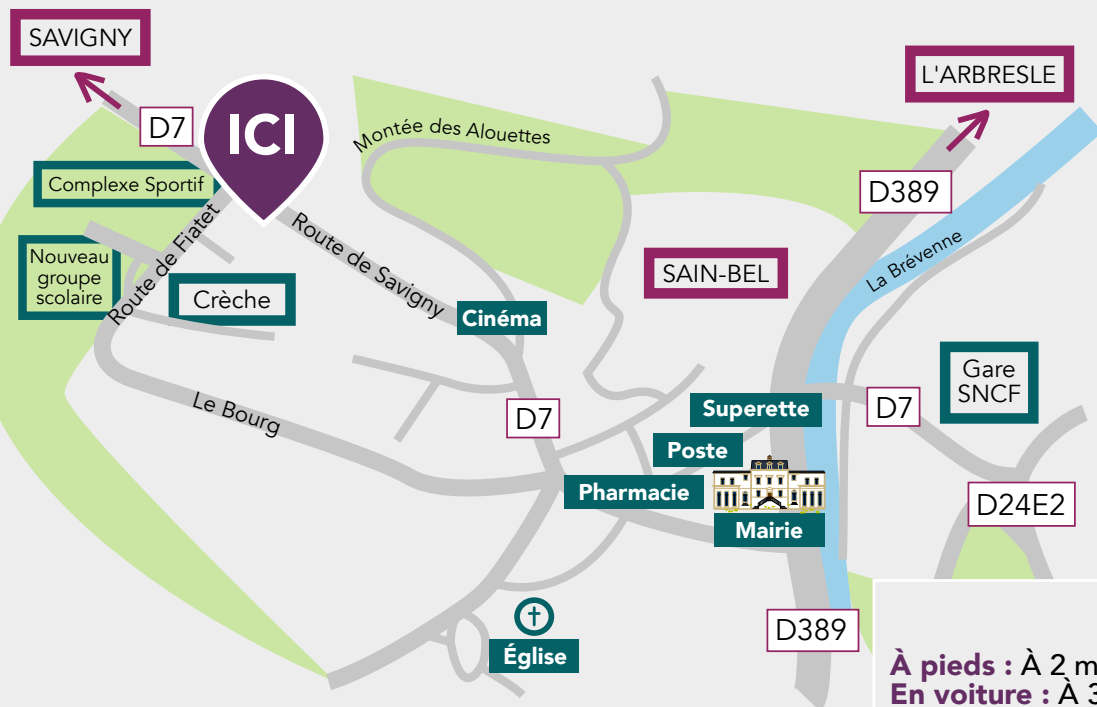 SAVIGNY
L'ARBRESLE
D7
ICI
Montée des Alouettes
Complexe Sportif
D389
Route de Fiatet
Route de Savigny
La Brévenne
Nouveau
groupe
scolaire
SAIN-BEL
Crèche
Cinéma
Gare
SNCF
Le Bourg
D7
Superette
D7
Poste
Pharmacie
D24E2
Mairie
D389
Église
À pieds : À 2 m
En voiture : À 3